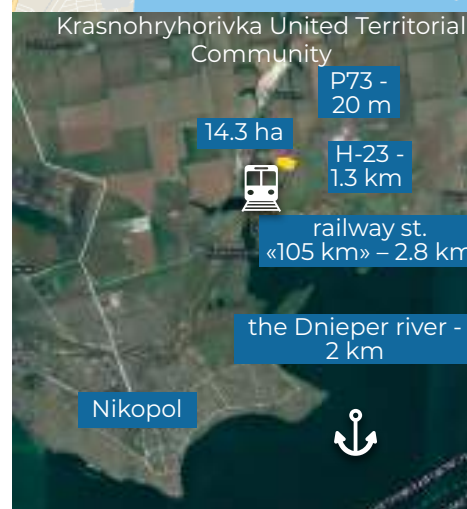 Krasnohryhorivka United Territorial
Community
P73 -
20 m
14.3 ha
H-23 -
1.3 km
railway st.
«105 km» – 2.8 km
the Dnieper river -
2 km
Nikopol